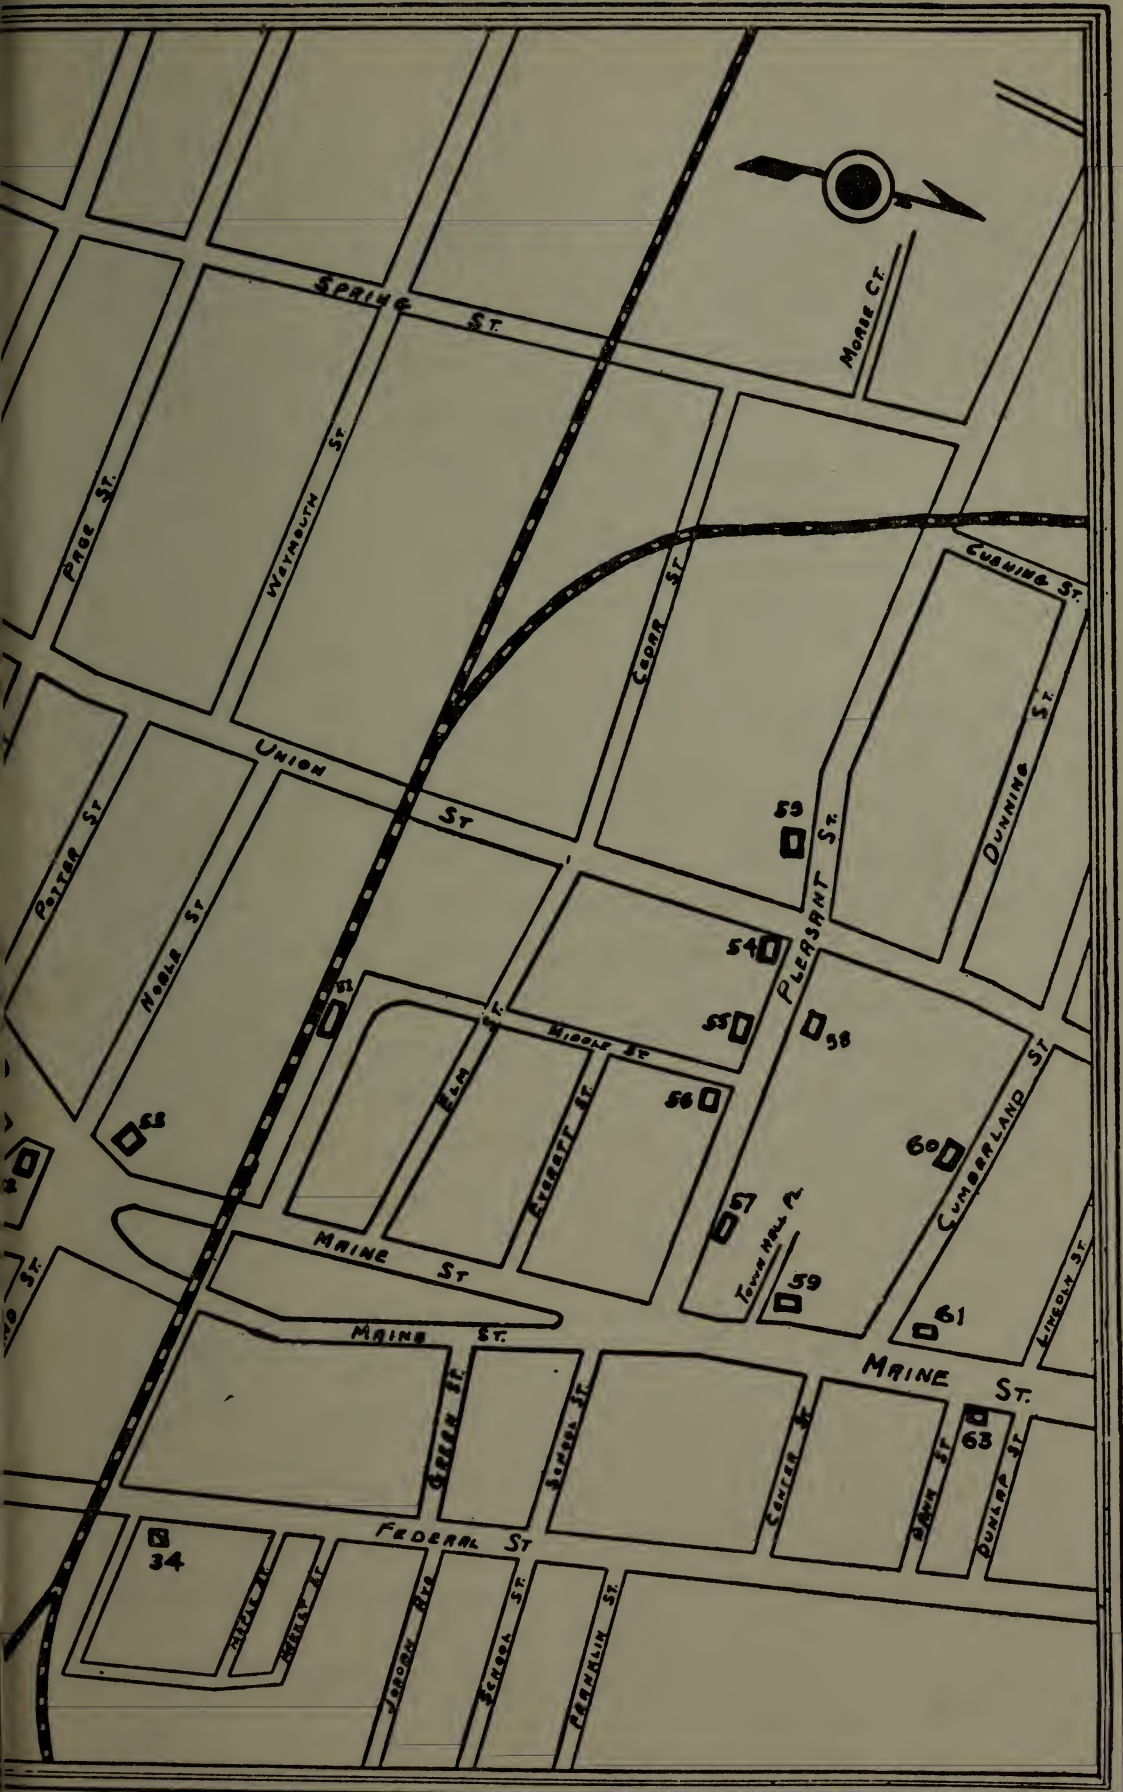 N
MORSE CT.
SPRING ST.
WEYMOUTH ST.
PAGE ST.
CUSHING ST.
CEDAR ST
DUNNING ST.
UNION ST
53
PLEASANT ST.
POTTER ST
NOBLE ST
54
55
58
MIDDLE ST
ELM ST.
EVERETT ST.
56
CUMBERLAND ST
60
53
57
TOWN HALL PL.
59
61
LINCOLN ST.
MAINE ST
MAINE ST.
MAINE ST.
63
GREEN ST.
SCHOOL ST.
CENTER ST
BANK ST
DUNLAP ST
FEDERAL ST
34
MAPLE ST.
JORDAN AVE
SCHOOL ST.
FRANKLIN ST.